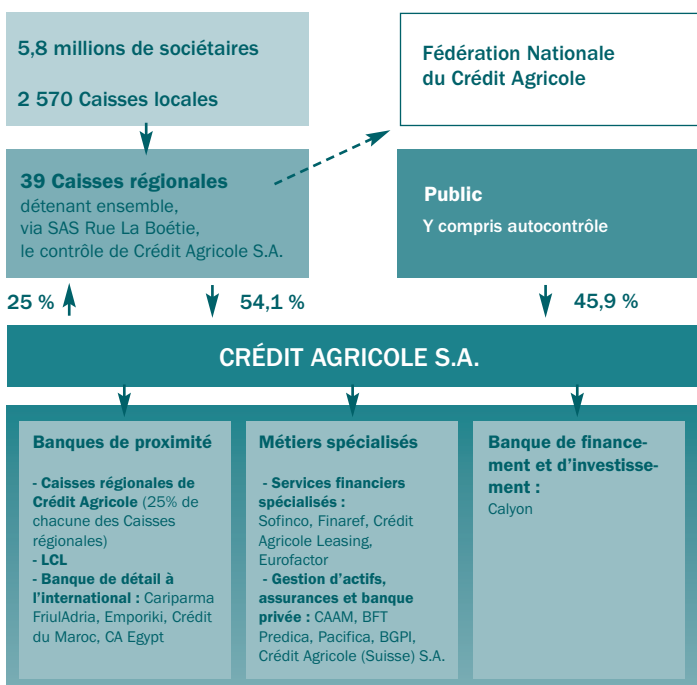 5,8 millions de sociétaires
2 570 Caisses locales
Fédération Nationale
du Crédit Agricole
39 Caisses régionales
détenant ensemble,
via SAS Rue La Boétie,
le contrôle de Crédit Agricole S.A.
Public
Y compris autocontrôle
25 %
54,1 %
45,9 %
CRÉDIT AGRICOLE S.A.
Banques de proximité
- Caisses régionales de
Crédit Agricole (25% de
chacune des Caisses
régionales)
- LCL
- Banque de détail à
l'international : Cariparma
FriulAdria, Emporiki, Crédit
du Maroc, CA Egypt
Métiers spécialisés
- Services financiers
spécialisés :
Sofinco, Finaref, Crédit
Agricole Leasing,
Eurofactor
- Gestion d'actifs,
assurances et banque
privée : CAAM, BFT
Predica, Pacifica, BGPI,
Crédit Agricole (Suisse) S.A.
Banque de finance-
ment et d'investisse-
ment :
Calyon